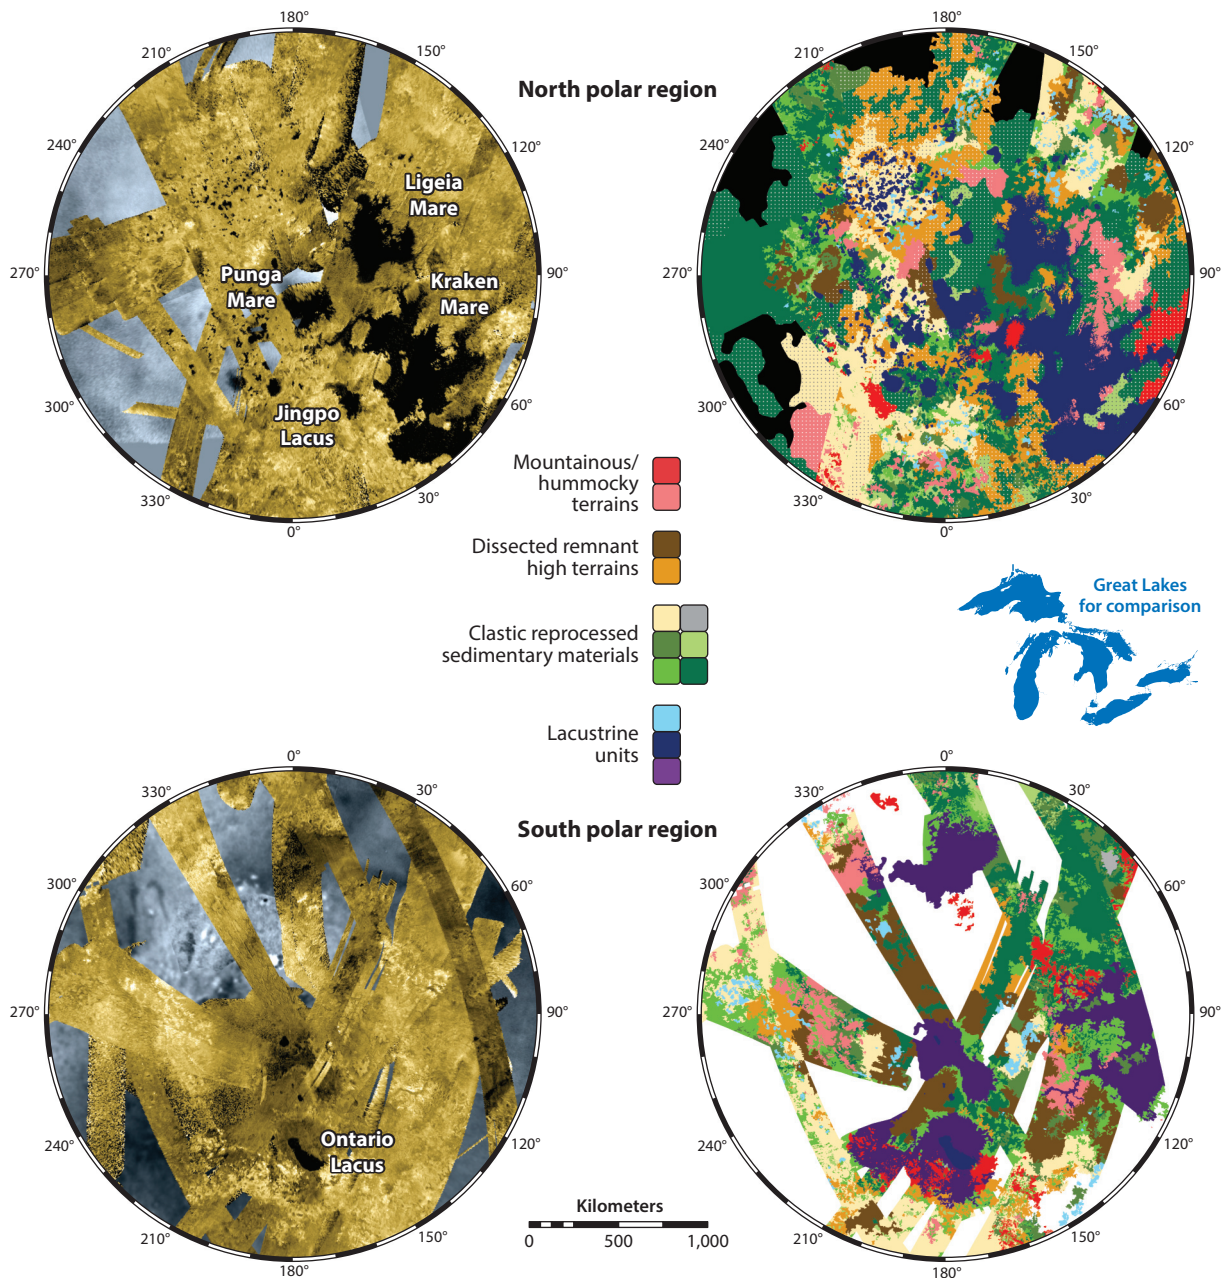 North polar region
180°
150°
120°
90°
60°
30°
0°
330°
300°
270°
240°
210°
Ligeia
Mare
Punga
Mare
Kraken
Mare
Jingpo
Lacus
180°
150°
120°
90°
60°
30°
0°
330°
300°
270°
240°
210°
Mountainous/
hummocky
terrains
Dissected remnant
high terrains
Clastic reprocessed
sedimentary materials
Lacustrine
units
Great Lakes
for comparison
South polar region
0°
30°
60°
90°
120°
150°
180°
210°
240°
270°
300°
330°
Ontario
Lacus
0°
30°
60°
90°
120°
150°
180°
210°
240°
270°
300°
330°
Kilometers
0 500 1,000